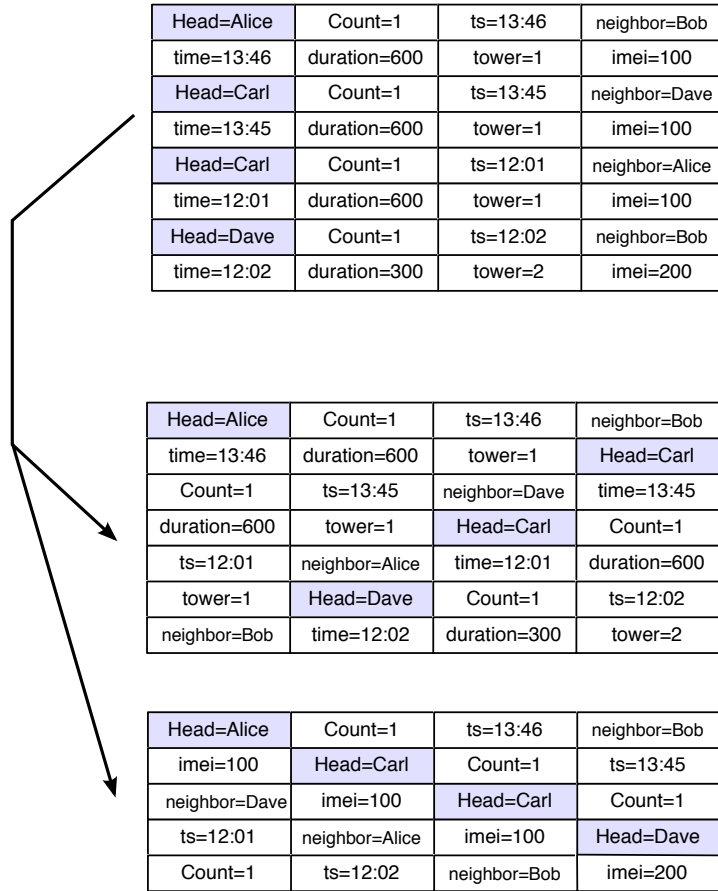 Head=Alice Count=1 ts=13:46 neighbor=Bob
time=13:46 duration=600 tower=1 imei=100
Head=Carl Count=1 ts=13:45 neighbor=Dave
time=13:45 duration=600 tower=1 imei=100
Head=Carl Count=1 ts=12:01 neighbor=Alice
time=12:01 duration=600 tower=1 imei=100
Head=Dave Count=1 ts=12:02 neighbor=Bob
time=12:02 duration=300 tower=2 imei=200
Head=Alice Count=1 ts=13:46 neighbor=Bob
time=13:46 duration=600 tower=1 Head=Carl
Count=1 ts=13:45 neighbor=Dave time=13:45
duration=600 tower=1 Head=Carl Count=1
ts=12:01 neighbor=Alice time=12:01 duration=600
tower=1 Head=Dave Count=1 ts=12:02
neighbor=Bob time=12:02 duration=300 tower=2
Head=Alice Count=1 ts=13:46 neighbor=Bob
imei=100 Head=Carl Count=1 ts=13:45
neighbor=Dave imei=100 Head=Carl Count=1
ts=12:01 neighbor=Alice imei=100 Head=Dave
Count=1 ts=12:02 neighbor=Bob imei=200